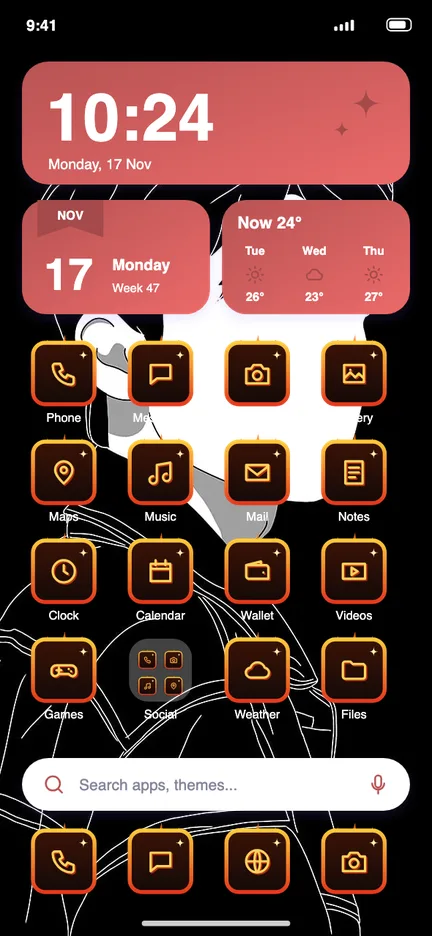 9:41
10:24
Monday, 17 Nov
NOV
17
Monday
Week 47
Now 24°
Tue Wed Thu
26° 23° 27°
Phone
Maps Music Mail Notes
Clock Calendar Wallet Videos
Games Social Weather Files
Search apps, themes...